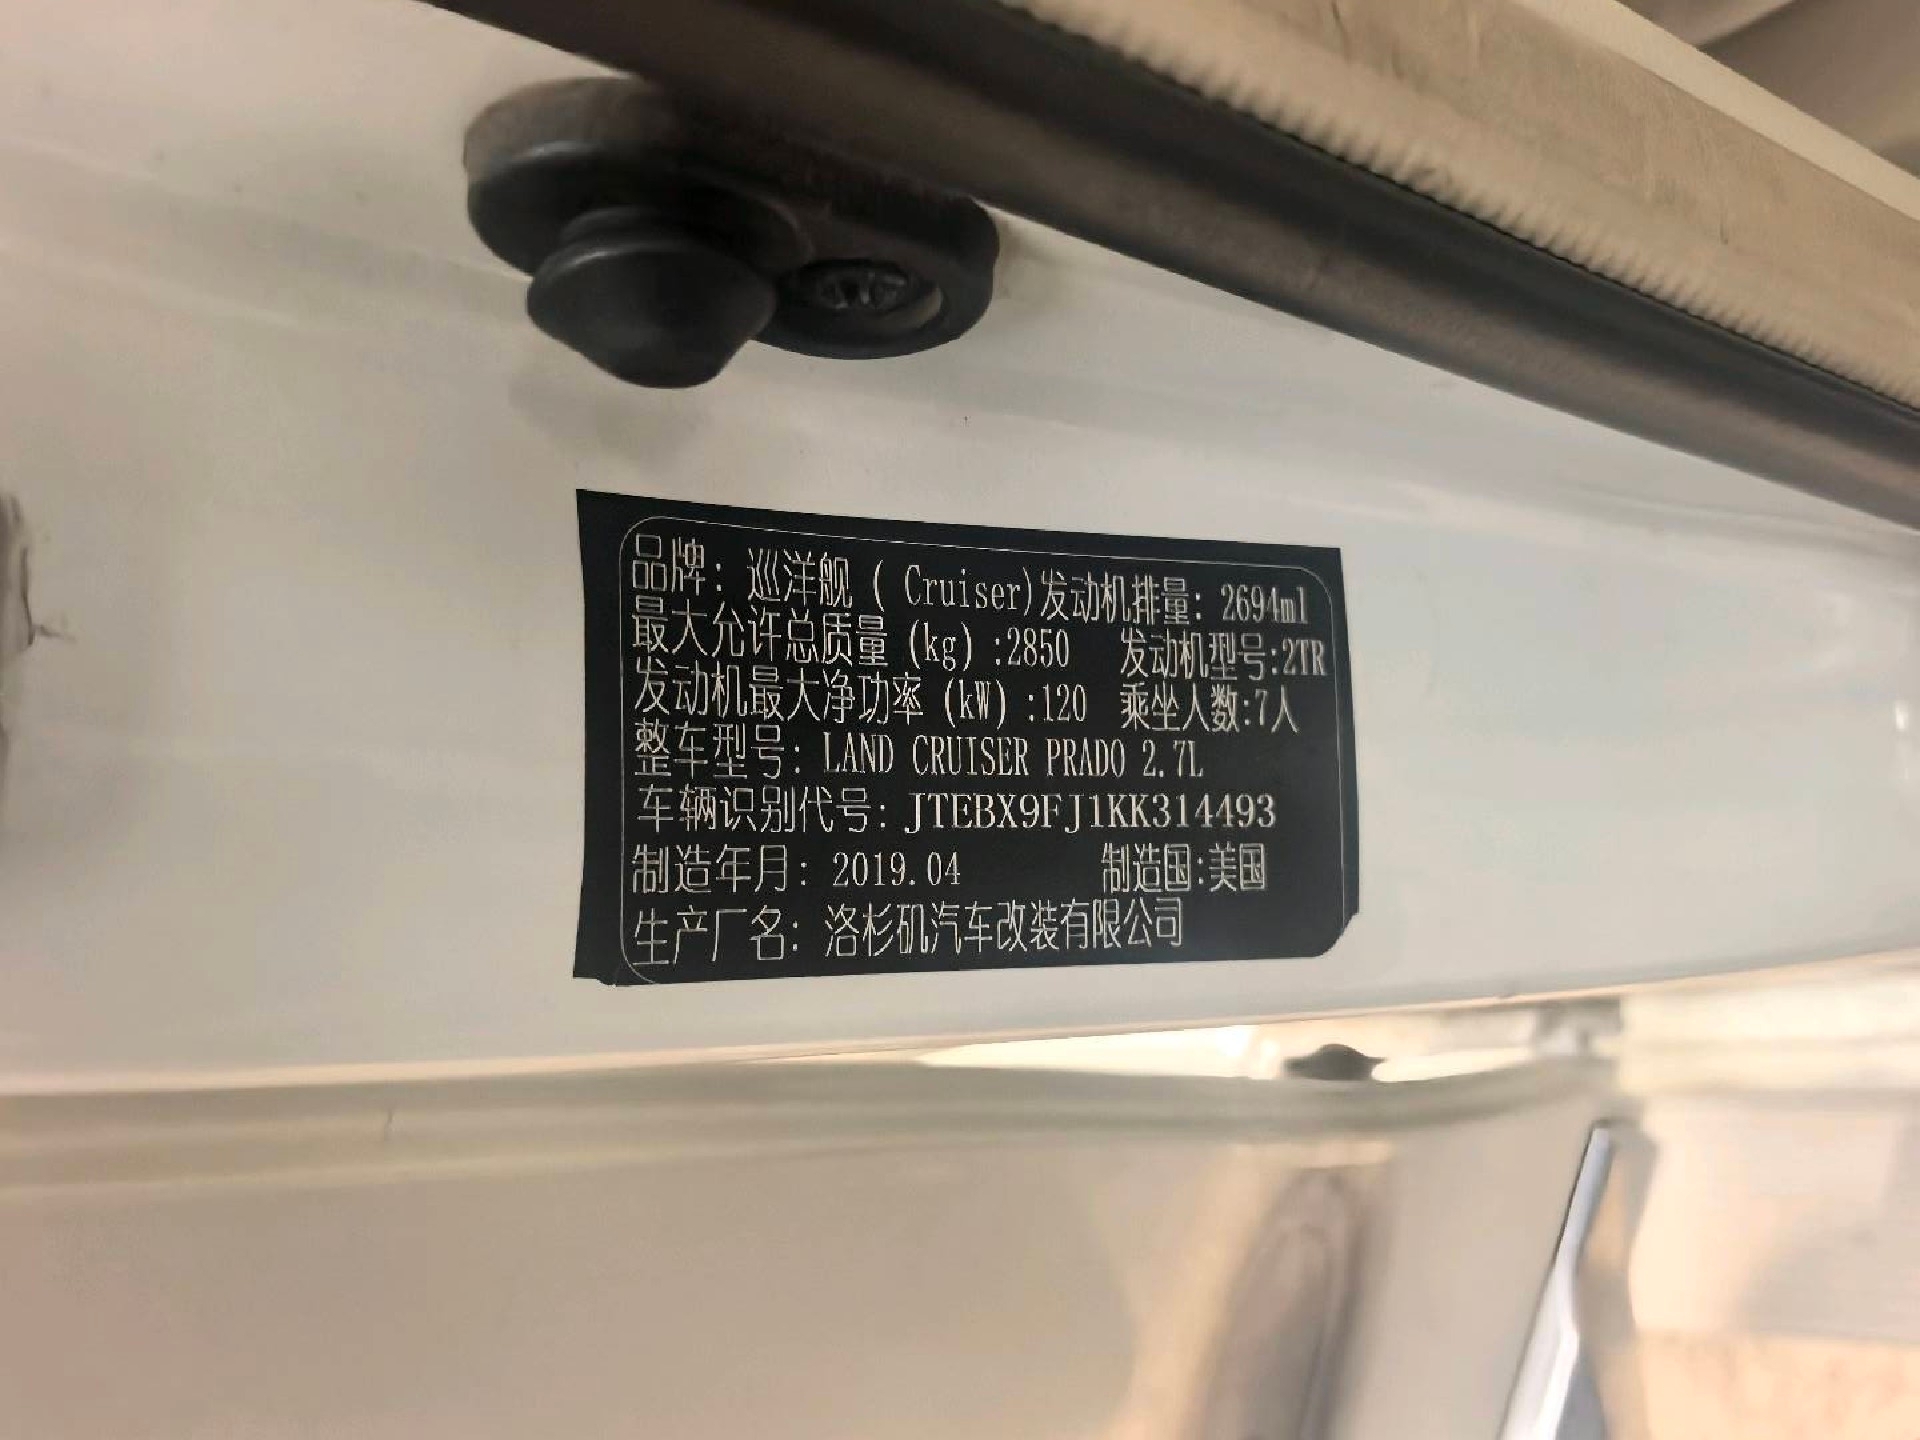 品牌: 巡洋舰 ( Cruiser)发动机排量: 2694ml
最大允许总质量 (kg) :2850 发动机型号:2TR
发动机最大净功率 (kW) :120 乘坐人数:7人
整车型号: LAND CRUISER PRADO 2.7L
车辆识别代号: JTEBX9FJ1KK314493
制造年月: 2019.04 制造国:美国
生产厂名: 洛杉矶汽车改装有限公司